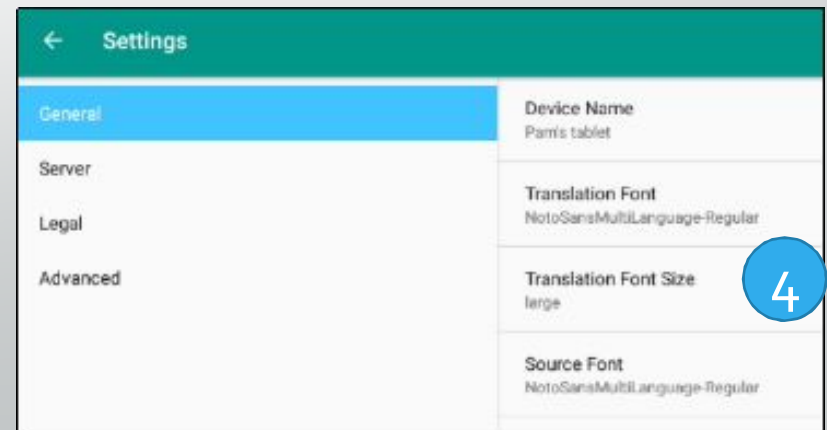 Settings
General
Server
Legal
Advanced
Device Name
Pam's tablet
Translation Font
NotoSansMultiLanguage-Regular
Translation Font Size
large
4
Source Font
NotoSansMultiLanguage-Regular